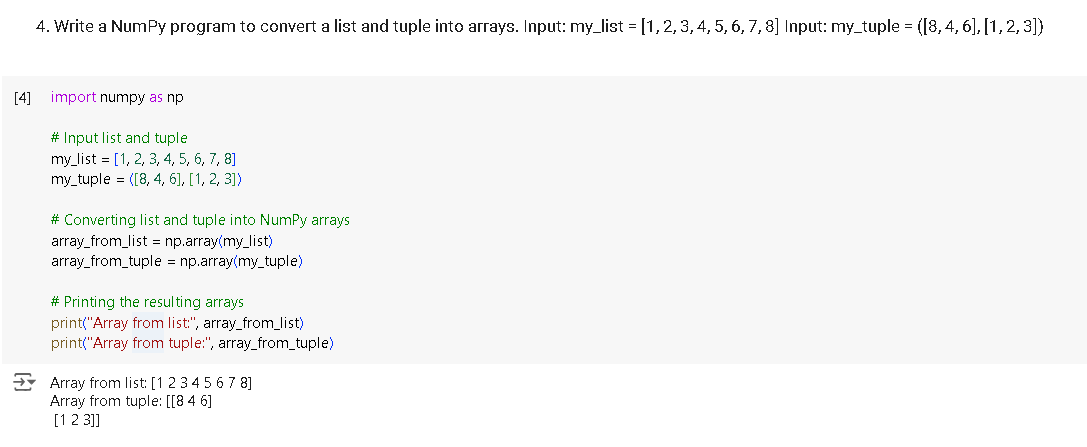 4. Write a NumPy program to convert a list and tuple into arrays. Input: my_list = [1, 2, 3, 4, 5, 6, 7, 8] Input: my_tuple = ([8, 4, 6], [1, 2, 3])
[4] import numpy as np
# Input list and tuple
my_list = [1, 2, 3, 4, 5, 6, 7, 8]
my_tuple = ([8, 4, 6], [1, 2, 3])
# Converting list and tuple into NumPy arrays
array_from_list = np.array(my_list)
array_from_tuple = np.array(my_tuple)
# Printing the resulting arrays
print("Array from list:", array_from_list)
print("Array from tuple:", array_from_tuple)
Array from list: [1 2 3 4 5 6 7 8]
Array from tuple: [[8 4 6]
[1 2 3]]